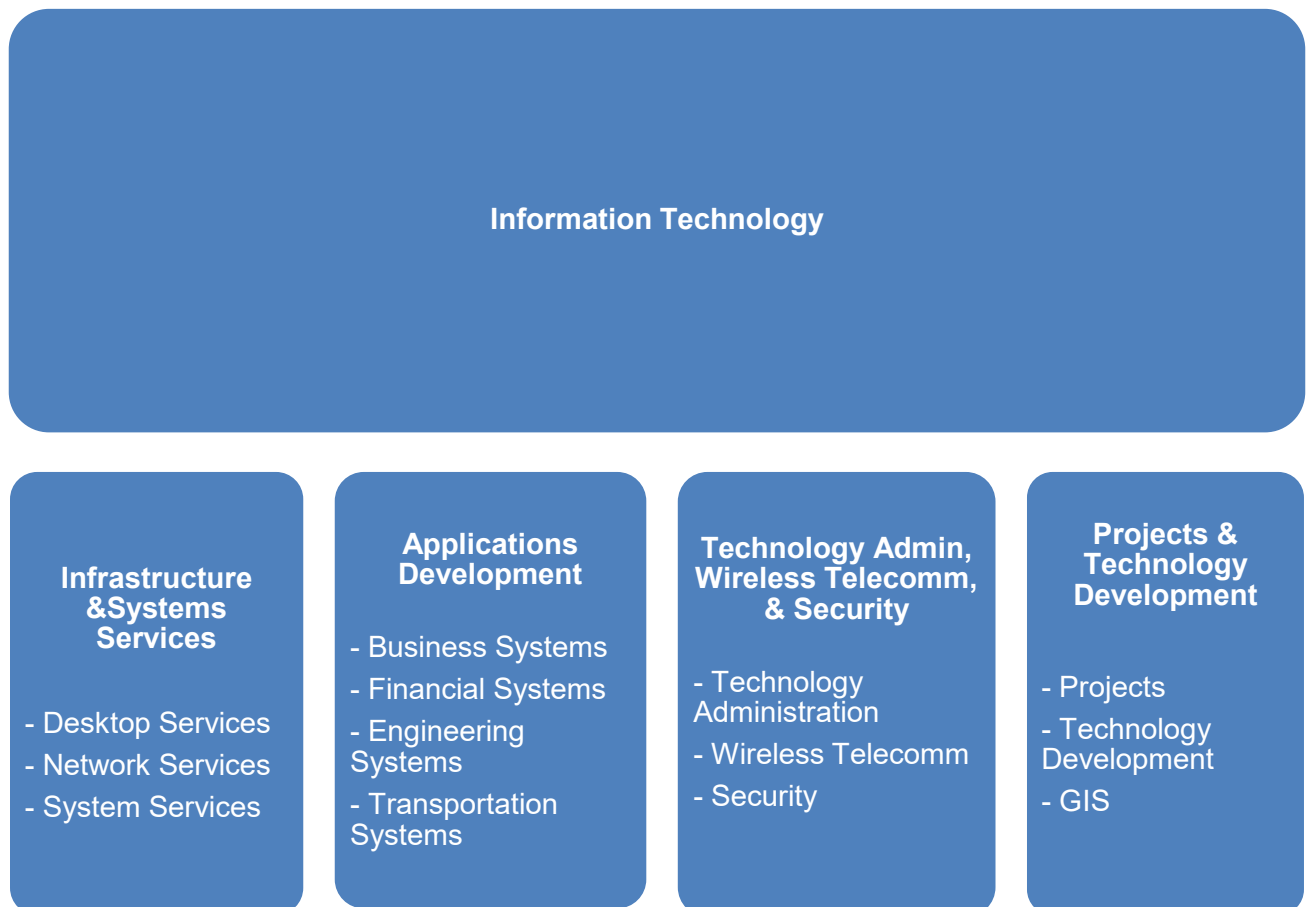 Information Technology
Infrastructure
&Systems
Services
- Desktop Services
- Network Services
- System Services
Applications
Development
- Business Systems
- Financial Systems
- Engineering
Systems
- Transportation
Systems
Technology Admin,
Wireless Telecomm,
& Security
- Technology
Administration
- Wireless Telecomm
- Security
Projects &
Technology
Development
- Projects
- Technology
Development
- GIS